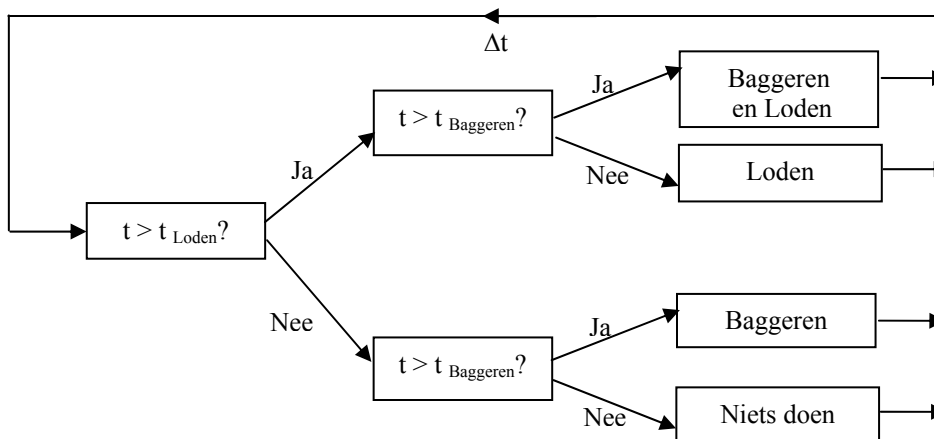 Δt
t > t Baggeren?
Ja
Baggeren
en Loden
Nee
Loden
Ja
t > t Loden?
Nee
t > t Baggeren?
Ja
Baggeren
Nee
Niets doen